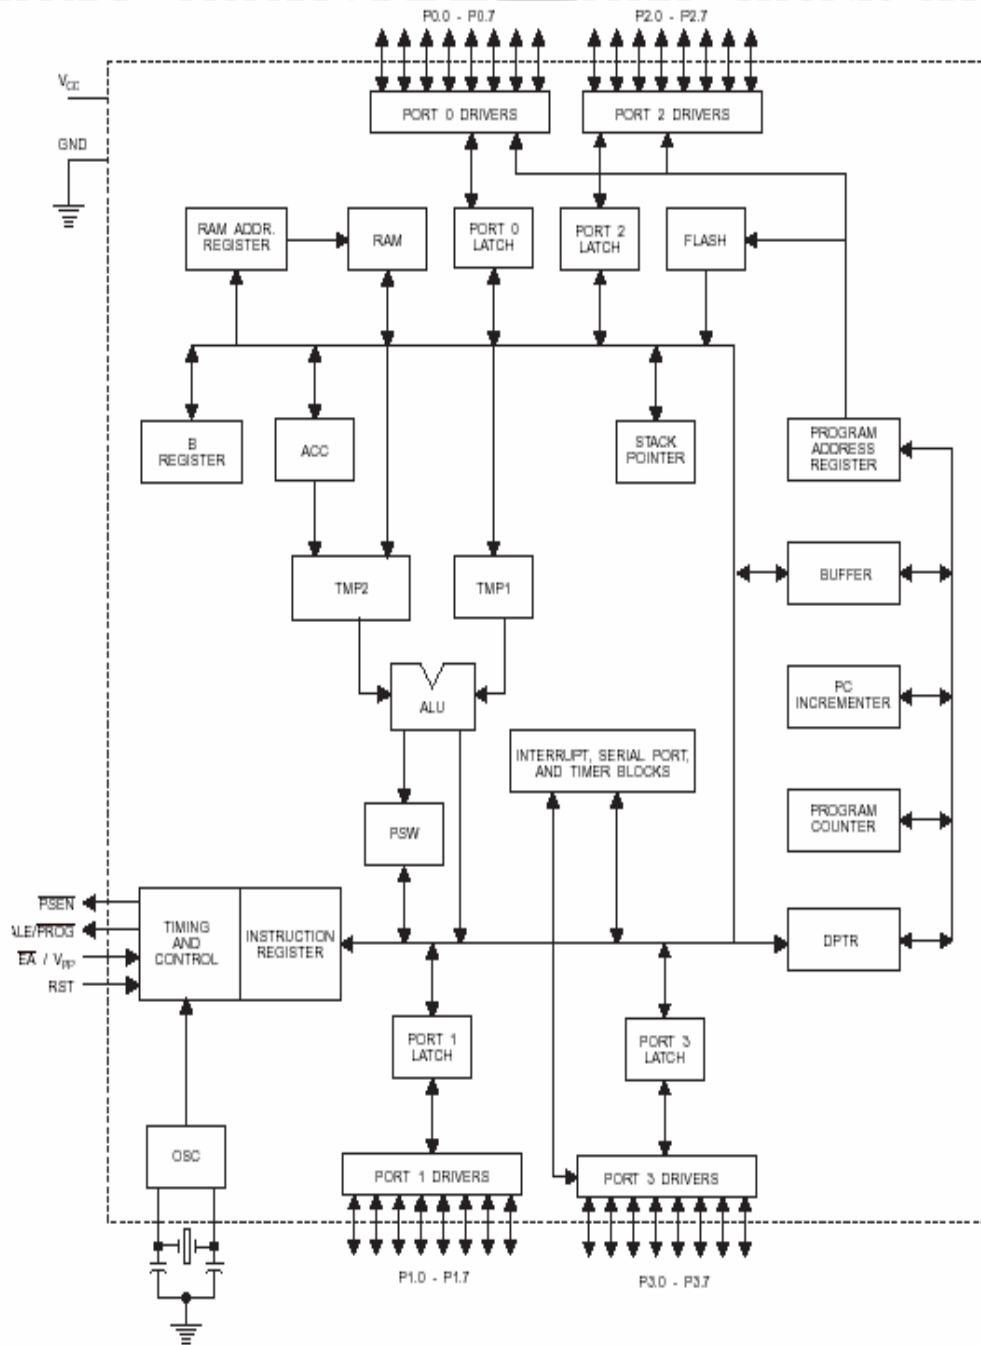 P0.0 - P0.7
P2.0 - P2.7
VCC
PORT 0 DRIVERS
PORT 2 DRIVERS
GND
RAM ADDR.
REGISTER
RAM
PORT 0
LATCH
PORT 2
LATCH
FLASH
B
REGISTER
ACC
STACK
POINTER
PROGRAM
ADDRESS
REGISTER
BUFFER
TMP2
TMP1
ALU
PC
INCREMENTER
INTERRUPT, SERIAL PORT,
AND TIMER BLOCKS
PROGRAM
COUNTER
PSW
PSEN
ALE/PROG
EA / VPP
RST
TIMING
AND
CONTROL
INSTRUCTION
REGISTER
DPTR
PORT 1
LATCH
PORT 3
LATCH
OSC
PORT 1 DRIVERS
PORT 3 DRIVERS
P1.0 - P1.7
P3.0 - P3.7